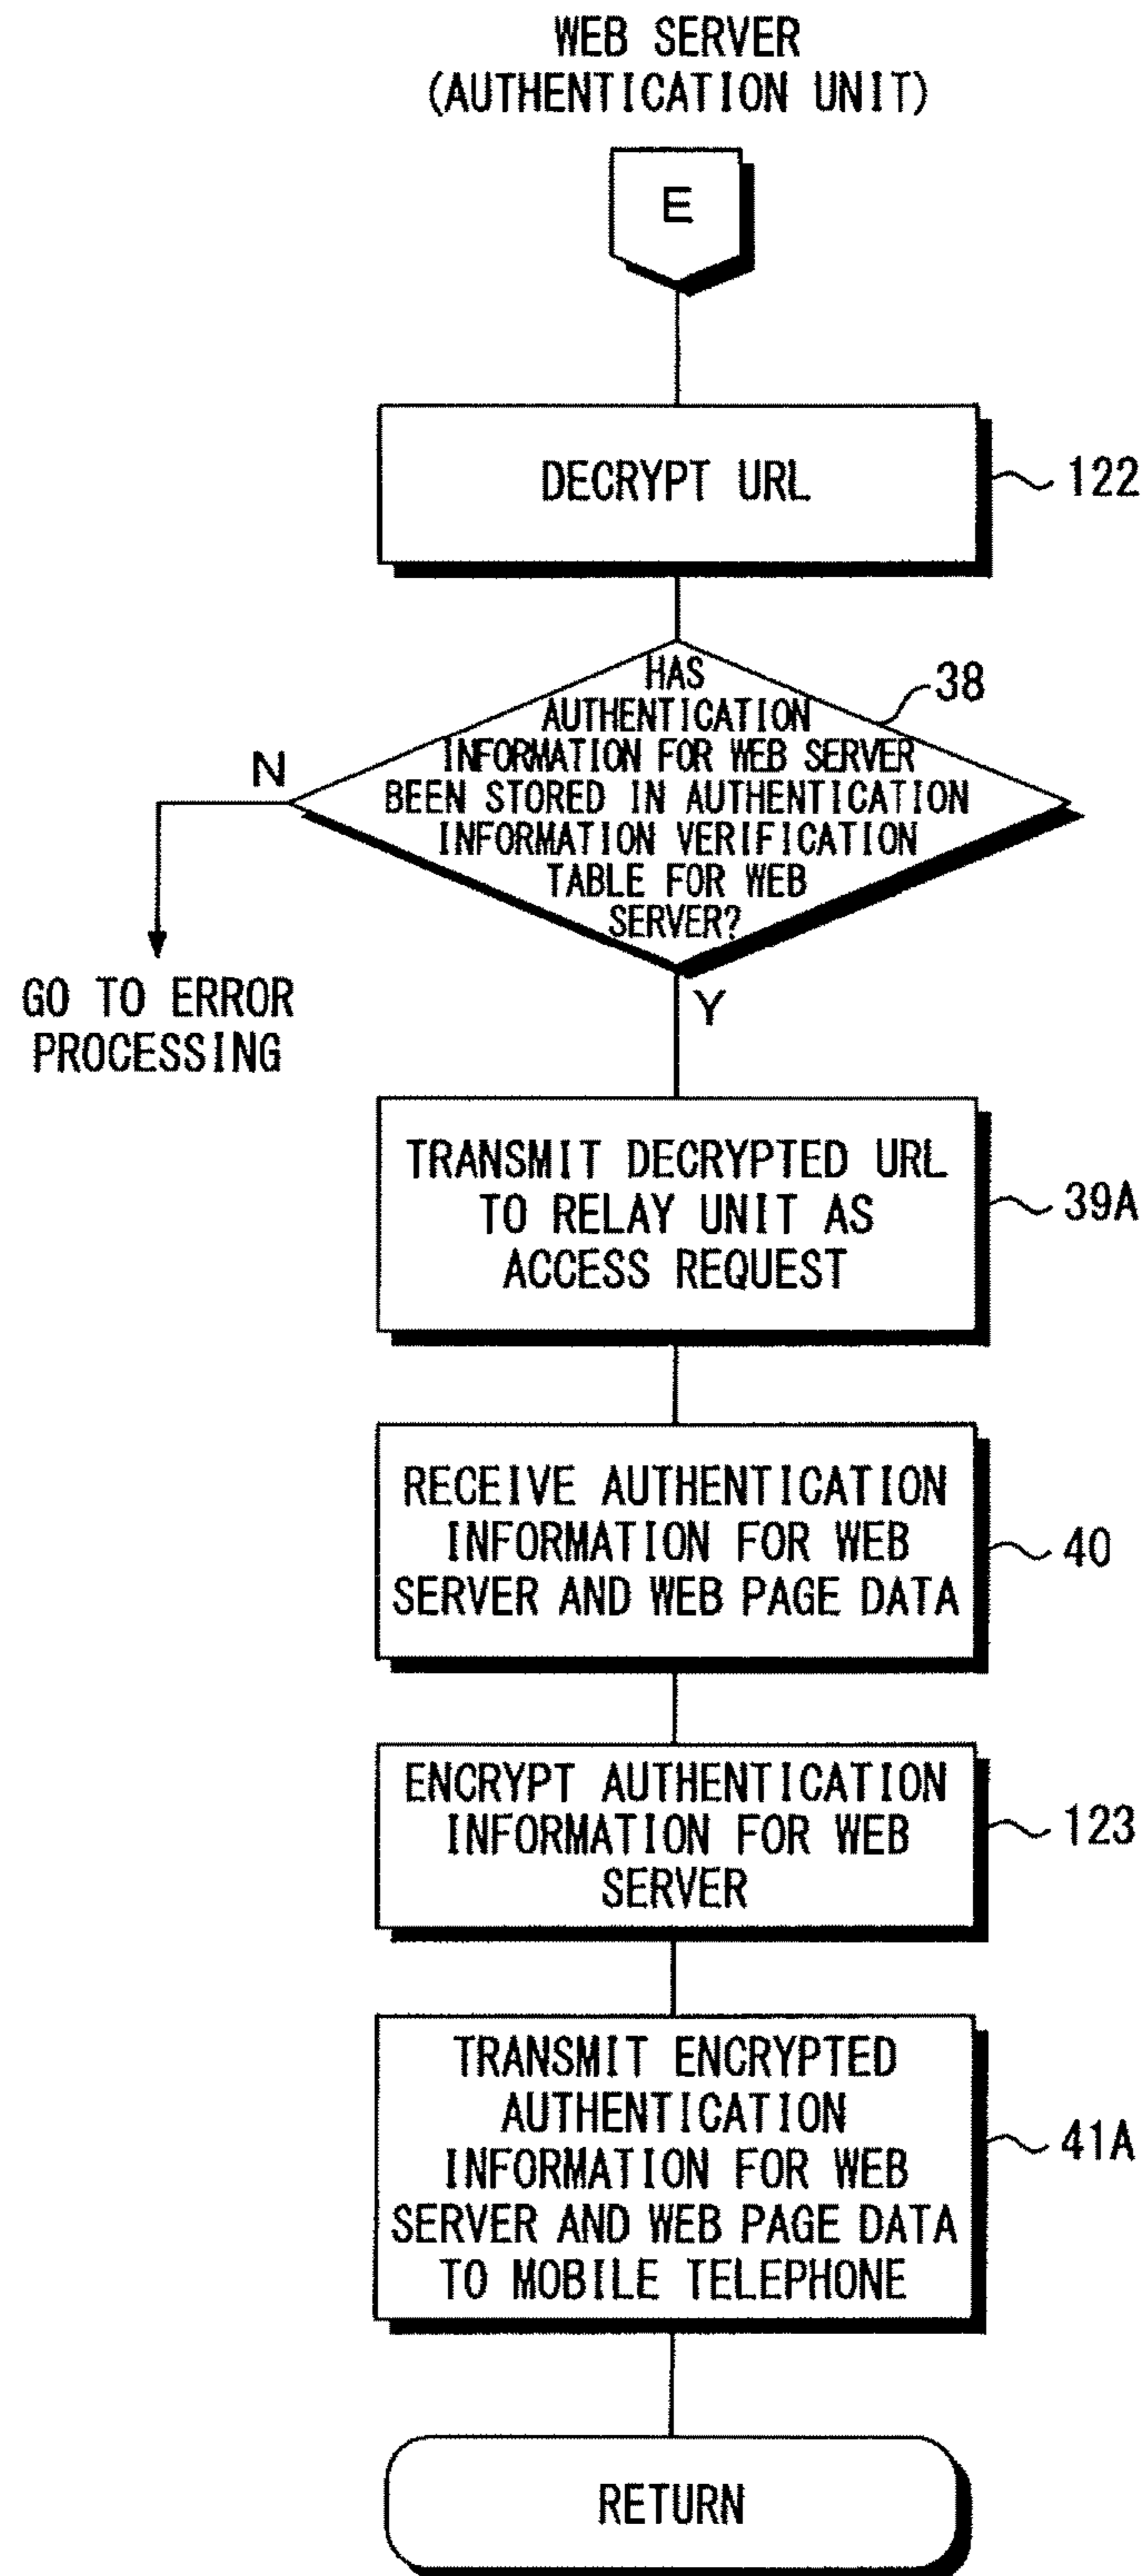 WEB SERVER
(AUTHENTICATION UNIT)
E
DECRYPT URL
122
HAS
AUTHENTICATION
INFORMATION FOR WEB SERVER
BEEN STORED IN AUTHENTICATION
INFORMATION VERIFICATION
TABLE FOR WEB
SERVER?
38
N
GO TO ERROR
PROCESSING
Y
TRANSMIT DECRYPTED URL
TO RELAY UNIT AS
ACCESS REQUEST
39A
RECEIVE AUTHENTICATION
INFORMATION FOR WEB
SERVER AND WEB PAGE DATA
40
ENCRYPT AUTHENTICATION
INFORMATION FOR WEB
SERVER
123
TRANSMIT ENCRYPTED
AUTHENTICATION
INFORMATION FOR WEB
SERVER AND WEB PAGE DATA
TO MOBILE TELEPHONE
41A
RETURN